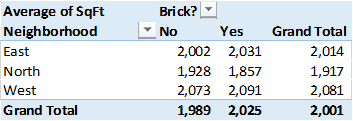 Average of SqFt Brick?
Neighborhood No Yes Grand Total
East 2,002 2,031 2,014
North 1,928 1,857 1,917
West 2,073 2,091 2,081
Grand Total 1,989 2,025 2,001